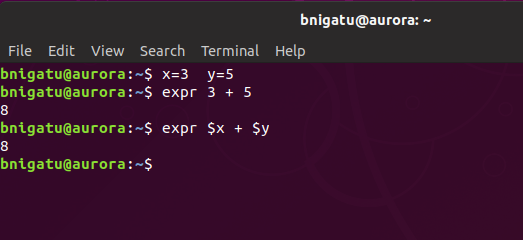 bnigatu@aurora: ~
File Edit View Search Terminal Help
bnigatu@aurora:~$ x=3  y=5
bnigatu@aurora:~$ expr 3 + 5
8
bnigatu@aurora:~$ expr $x + $y
8
bnigatu@aurora:~$